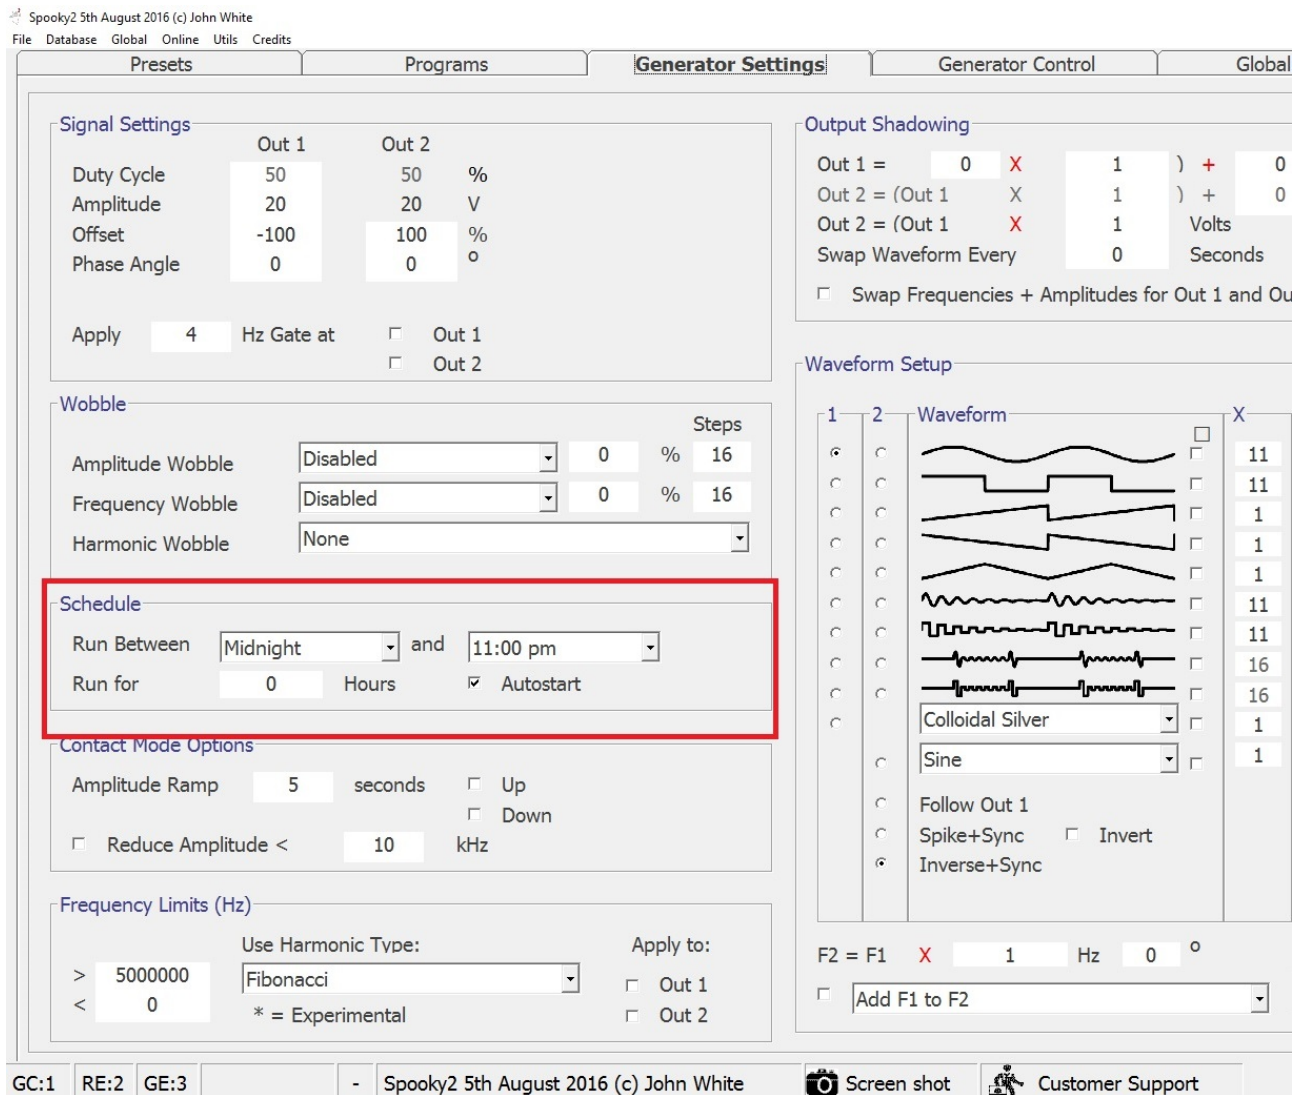 Spooky2 5th August 2016 (c) John White
File Database Global Online Utils Credits
Presets Programs Generator Settings Generator Control Global
Signal Settings
Out 1 Out 2
Duty Cycle 50 50 %
Amplitude 20 20 V
Offset -100 100 %
Phase Angle 0 0 o
Apply 4 Hz Gate at Out 1
Out 2
Wobble
Steps
Amplitude Wobble Disabled 0 % 16
Frequency Wobble Disabled 0 % 16
Harmonic Wobble None
Schedule
Run Between Midnight and 11:00 pm
Run for 0 Hours Autostart
Contact Mode Options
Amplitude Ramp 5 seconds Up
Down
Reduce Amplitude < 10 kHz
Frequency Limits (Hz)
Use Harmonic Type: Apply to:
> 5000000 Fibonacci Out 1
< 0 * = Experimental Out 2
Output Shadowing
Out 1 = 0 X 1 ) + 0
Out 2 = (Out 1 X 1 ) + 0
Out 2 = (Out 1 X 1 Volts
Swap Waveform Every 0 Seconds
Swap Frequencies + Amplitudes for Out 1 and Ou
Waveform Setup
1 2 Waveform X
11
11
1
1
1
11
11
16
16
Colloidal Silver 1
Sine 1
Follow Out 1
Spike+Sync Invert
Inverse+Sync
F2 = F1 X 1 Hz 0 o
Add F1 to F2
GC:1 RE:2 GE:3 - Spooky2 5th August 2016 (c) John White Screen shot Customer Support